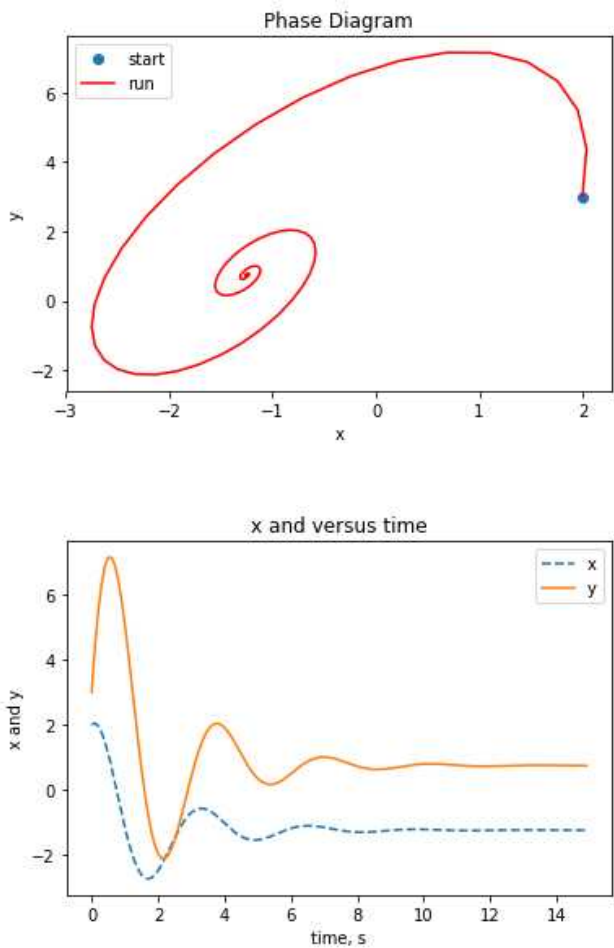 Phase Diagram
start
run
6
4
2
0
−2
y
−3 −2 −1 0 1 2
x
x and versus time
x
y
6
4
2
0
−2
x and y
0 2 4 6 8 10 12 14
time, s